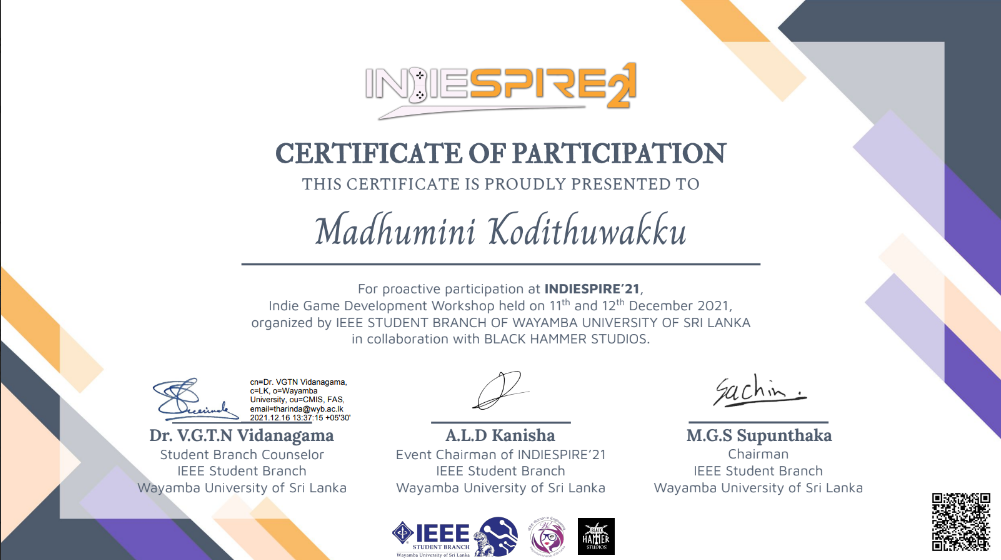 INDIESPIRE21
CERTIFICATE OF PARTICIPATION
THIS CERTIFICATE IS PROUDLY PRESENTED TO
Madhumini Kodithuwakku
For proactive participation at INDIESPIRE'21,
Indie Game Development Workshop held on 11th and 12th December 2021,
organized by IEEE STUDENT BRANCH OF WAYAMBA UNIVERSITY OF SRI LANKA
in collaboration with BLACK HAMMER STUDIOS.
cn=Dr. VGTN Vidanagama,
c=LK, o=Wayamba
University, ou=CMIS, FAS,
email=tharinda@wyb.ac.lk
2021.12.16 13:37:15 +05'30'
Dr. V.G.T.N Vidanagama
Student Branch Counselor
IEEE Student Branch
Wayamba University of Sri Lanka
A.L.D Kanisha
Event Chairman of INDIESPIRE'21
IEEE Student Branch
Wayamba University of Sri Lanka
Sachin.
M.G.S Supunthaka
Chairman
IEEE Student Branch
Wayamba University of Sri Lanka
IEEE
STUDENT BRANCH
Wayamba University of Sri Lanka
HAMMER
STUDIOS